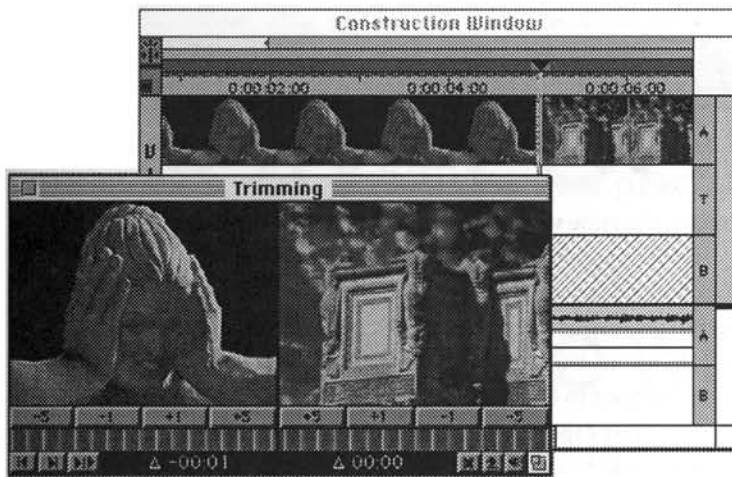 Construction Window
0:00:02:00 0:00:04:00 0:00:06:00
A
V
T
B
A
B
Trimming
-5 -1 +1 +5 +5 +1 -1 -5
Δ -00:01 Δ 00:00